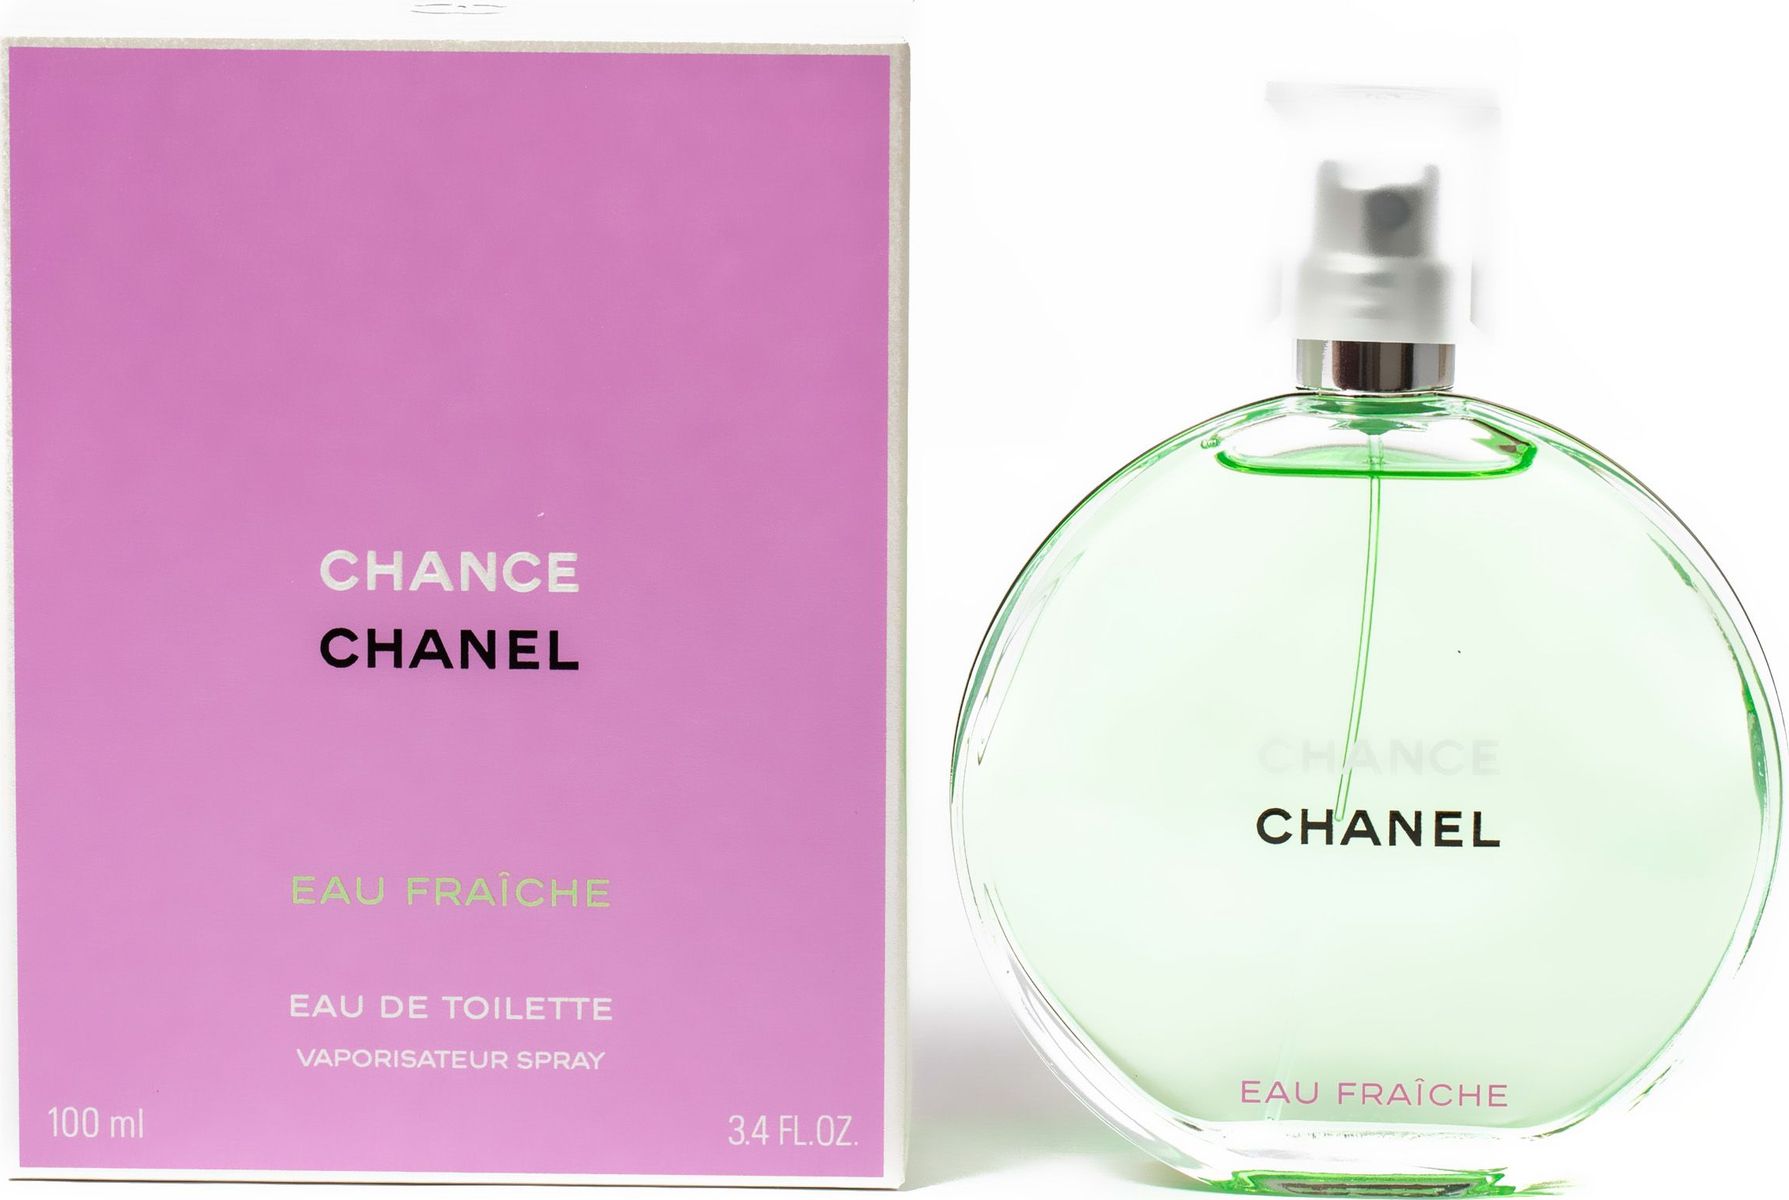 CHANCE
CHANEL
EAU FRAÎCHE
EAU DE TOILETTE
VAPORISATEUR SPRAY
100 ml
3.4 FL.OZ.
CHANCE
CHANEL
EAU FRAÎCHE